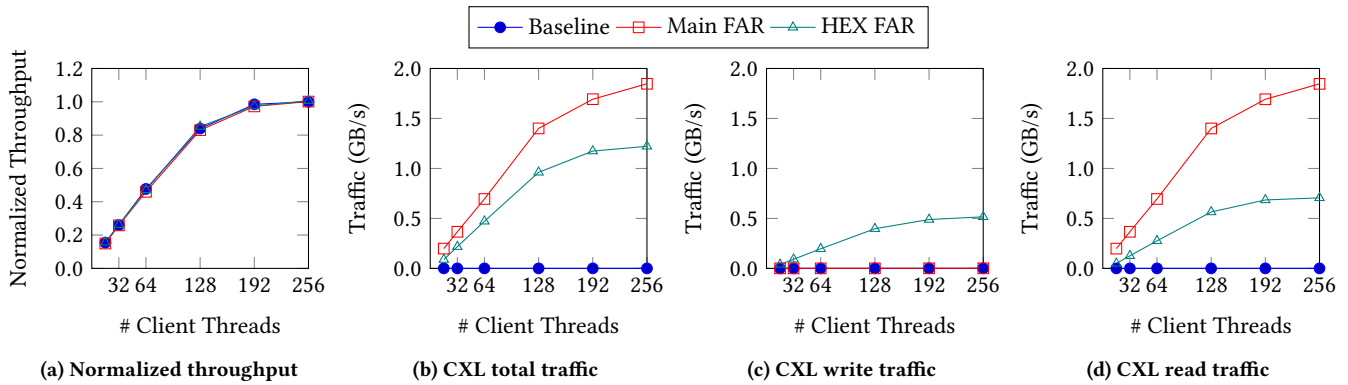 Baseline Main FAR HEX FAR
Normalized Throughput
1.2
1.0
0.8
0.6
0.4
0.2
0.0
32 64 128 192 256
# Client Threads
(a) Normalized throughput
Traffic (GB/s)
2.0
1.5
1.0
0.5
0.0
32 64 128 192 256
# Client Threads
(b) CXL total traffic
Traffic (GB/s)
2.0
1.5
1.0
0.5
0.0
32 64 128 192 256
# Client Threads
(c) CXL write traffic
Traffic (GB/s)
2.0
1.5
1.0
0.5
0.0
32 64 128 192 256
# Client Threads
(d) CXL read traffic